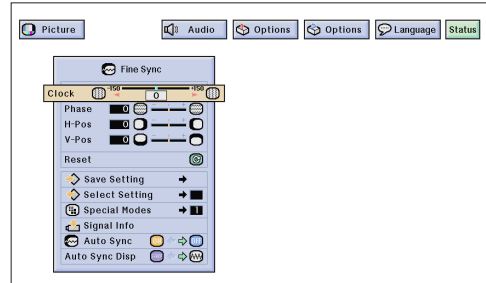 Picture Audio Options Options Language Status
Fine Sync
-150 +150
Clock 0
Phase 0
H-Pos 0
V-Pos 0
Reset
Save Setting
Select Setting
Special Modes 1
Signal Info
Auto Sync
Auto Sync Disp